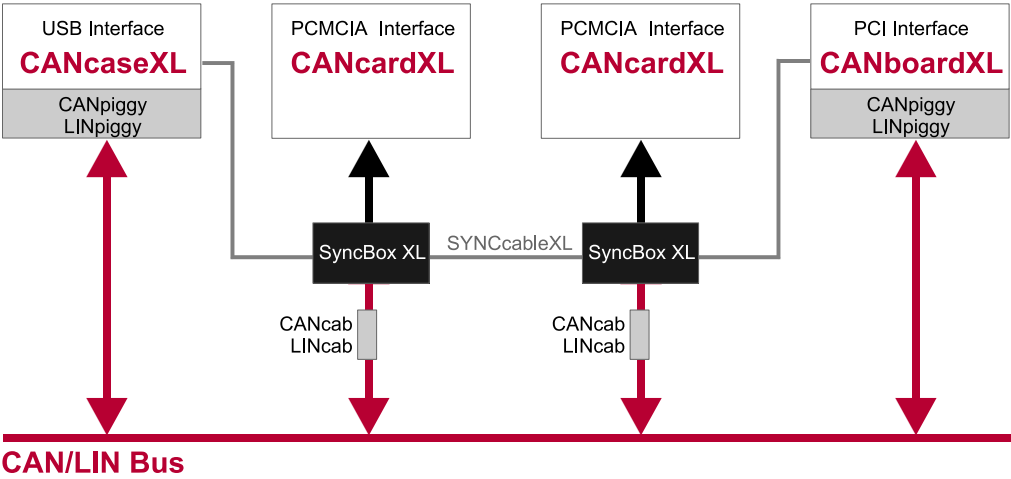 USB Interface
CANcaseXL
CANpiggy
LINpiggy
PCMCIA Interface
CANcardXL
PCMCIA Interface
CANcardXL
PCI Interface
CANboardXL
CANpiggy
LINpiggy
SyncBox XL
SYNCcableXL
SyncBox XL
CANcab
LINcab
CANcab
LINcab
CAN/LIN Bus